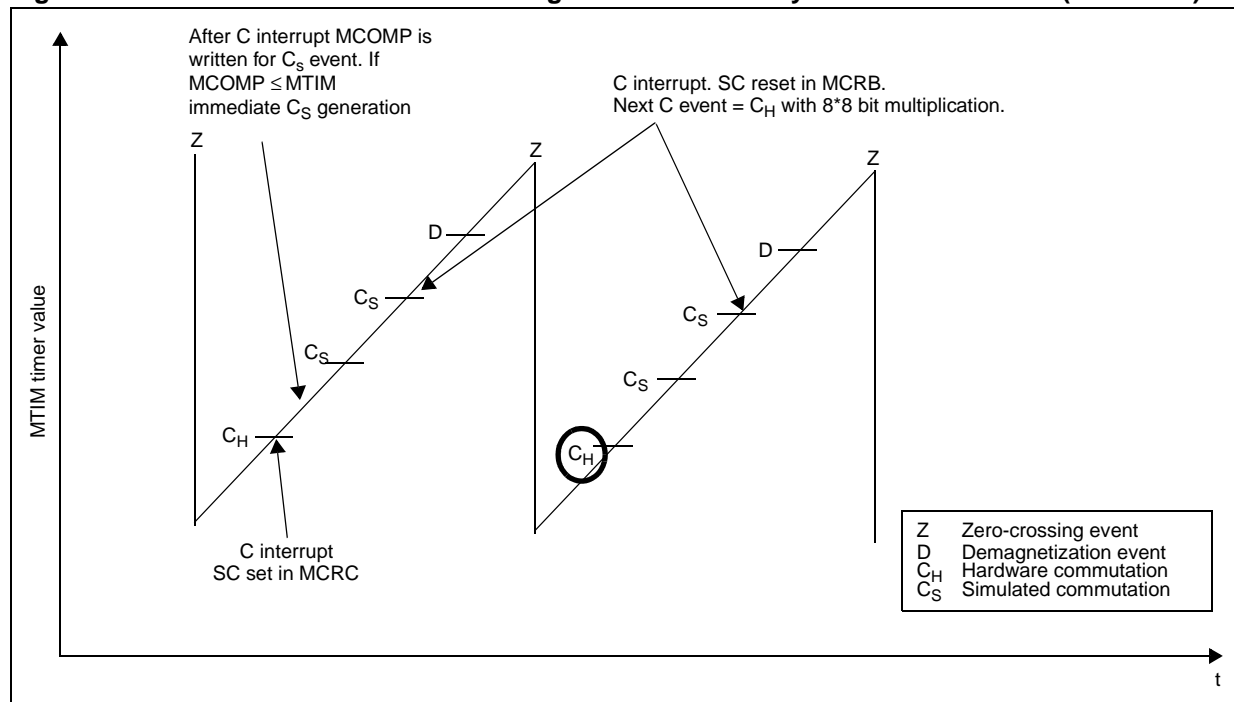 After C interrupt MCOMP is
written for CS event. If
MCOMP ≤ MTIM
immediate CS generation
C interrupt. SC reset in MCRB.
Next C event = CH with 8*8 bit multiplication.
Z
Z
Z
D
D
CS
CS
CS
CS
CH
CH
MTIM timer value
C interrupt
SC set in MCRC
Z Zero-crossing event
D Demagnetization event
CH Hardware commutation
CS Simulated commutation
t